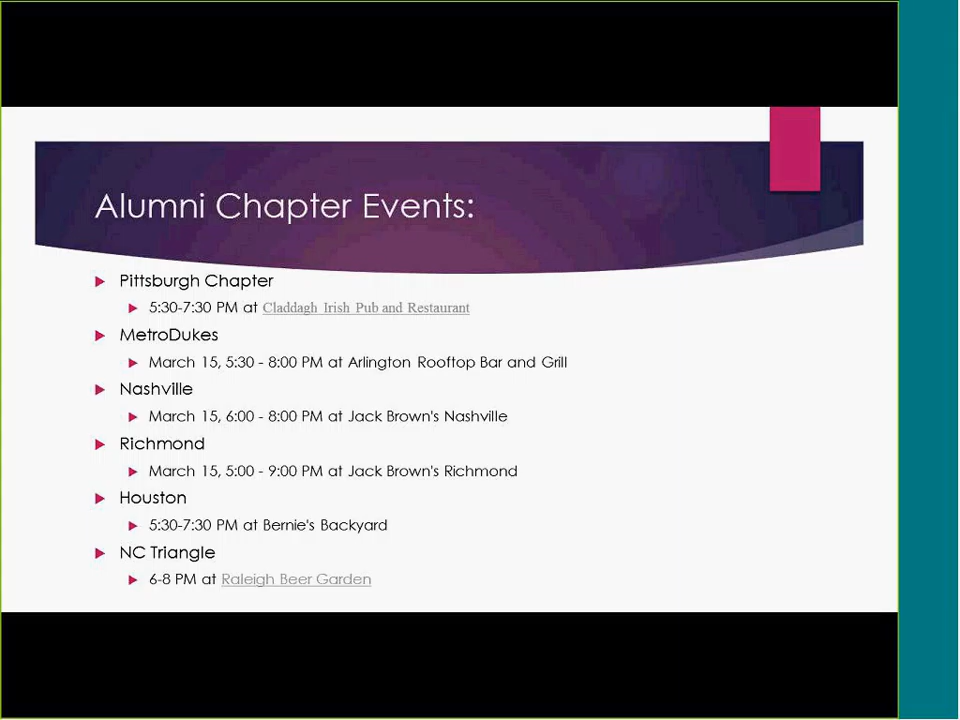 Alumni Chapter Events:
Pittsburgh Chapter
5:30-7:30 PM at Claddagh Irish Pub and Restaurant
MetroDukes
March 15, 5:30 - 8:00 PM at Arlington Rooftop Bar and Grill
Nashville
March 15, 6:00 - 8:00 PM at Jack Brown's Nashville
Richmond
March 15, 5:00 - 9:00 PM at Jack Brown's Richmond
Houston
5:30-7:30 PM at Bernie's Backyard
NC Triangle
6-8 PM at Raleigh Beer Garden